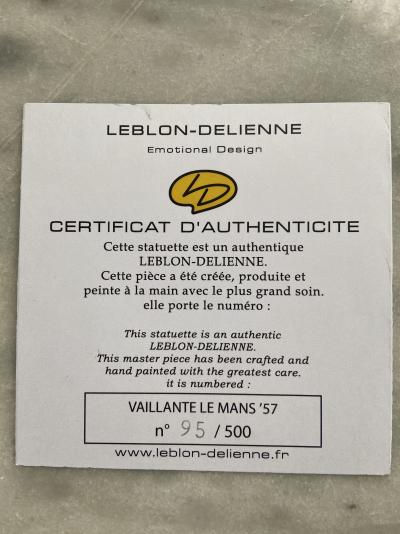 LEBLON-DELIENNE
Emotional Design
LD
CERTIFICAT D'AUTHENTICITE
Cette statuette est un authentique
LEBLON-DELIENNE.
Cette pièce a été créée, produite et
peinte à la main avec le plus grand soin.
elle porte le numéro :
This statuette is an authentic
LEBLON-DELIENNE.
This master piece has been crafted and
hand painted with the greatest care.
it is numbered :
VAILLANTE LE MANS '57
n° 95 / 500
www.leblon-delienne.fr